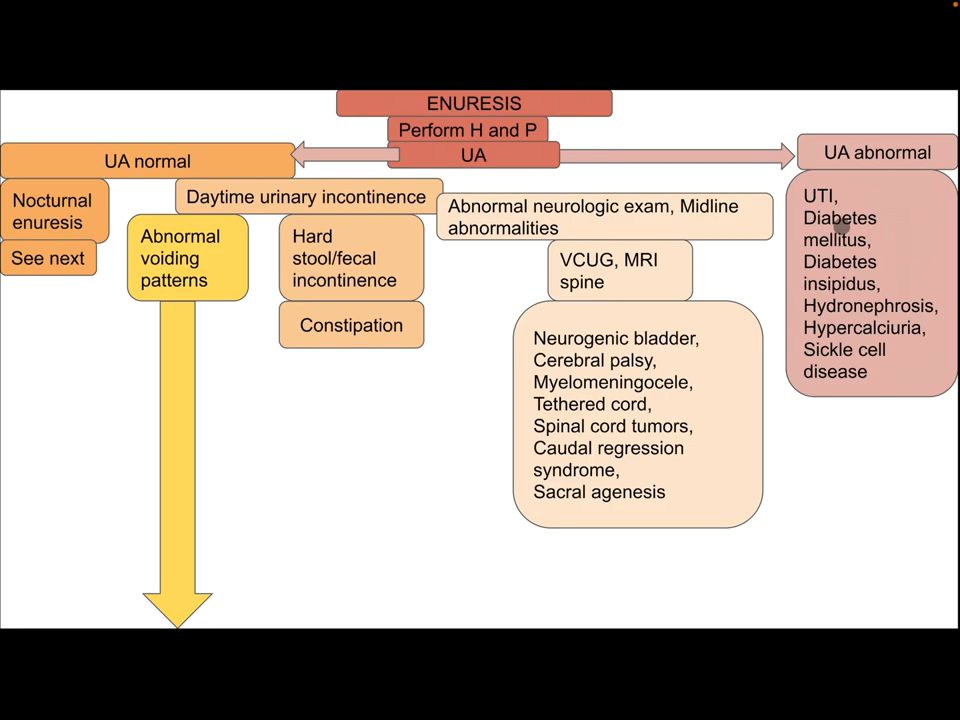 ENURESIS
Perform H and P
UA
UA normal
UA abnormal
Nocturnal
enuresis
See next
Daytime urinary incontinence
Abnormal
voiding
patterns
Hard
stool/fecal
incontinence
Constipation
Abnormal neurologic exam, Midline
abnormalities
VCUG, MRI
spine
Neurogenic bladder,
Cerebral palsy,
Myelomeningocele,
Tethered cord,
Spinal cord tumors,
Caudal regression
syndrome,
Sacral agenesis
UTI,
Diabetes
mellitus,
Diabetes
insipidus,
Hydronephrosis,
Hypercalciuria,
Sickle cell
disease